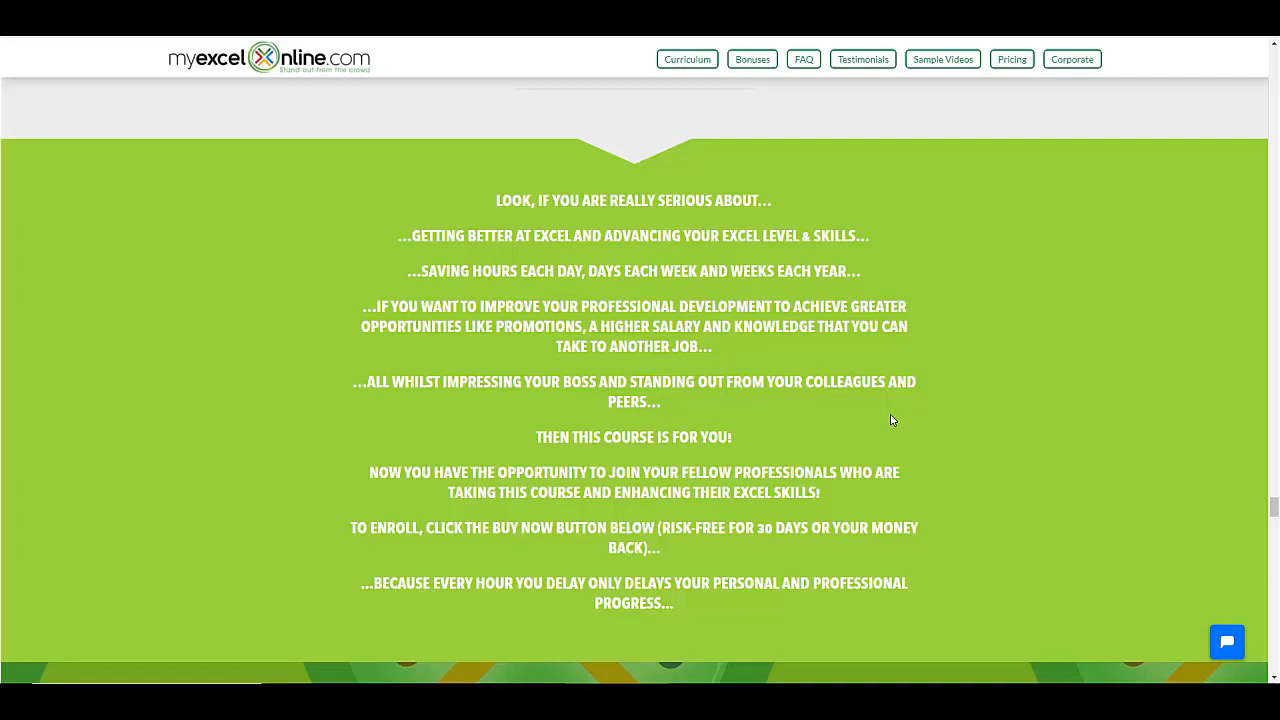 myexcelOnline.com
Stand out from the crowd
Curriculum
Bonuses
FAQ
Testimonials
Sample Videos
Pricing
Corporate
LOOK, IF YOU ARE REALLY SERIOUS ABOUT...
...GETTING BETTER AT EXCEL AND ADVANCING YOUR EXCEL LEVEL & SKILLS...
...SAVING HOURS EACH DAY, DAYS EACH WEEK AND WEEKS EACH YEAR...
...IF YOU WANT TO IMPROVE YOUR PROFESSIONAL DEVELOPMENT TO ACHIEVE GREATER
OPPORTUNITIES LIKE PROMOTIONS, A HIGHER SALARY AND KNOWLEDGE THAT YOU CAN
TAKE TO ANOTHER JOB...
...ALL WHILST IMPRESSING YOUR BOSS AND STANDING OUT FROM YOUR COLLEAGUES AND
PEERS...
THEN THIS COURSE IS FOR YOU!
NOW YOU HAVE THE OPPORTUNITY TO JOIN YOUR FELLOW PROFESSIONALS WHO ARE
TAKING THIS COURSE AND ENHANCING THEIR EXCEL SKILLS!
TO ENROLL, CLICK THE BUY NOW BUTTON BELOW (RISK-FREE FOR 30 DAYS OR YOUR MONEY
BACK)...
...BECAUSE EVERY HOUR YOU DELAY ONLY DELAYS YOUR PERSONAL AND PROFESSIONAL
PROGRESS...